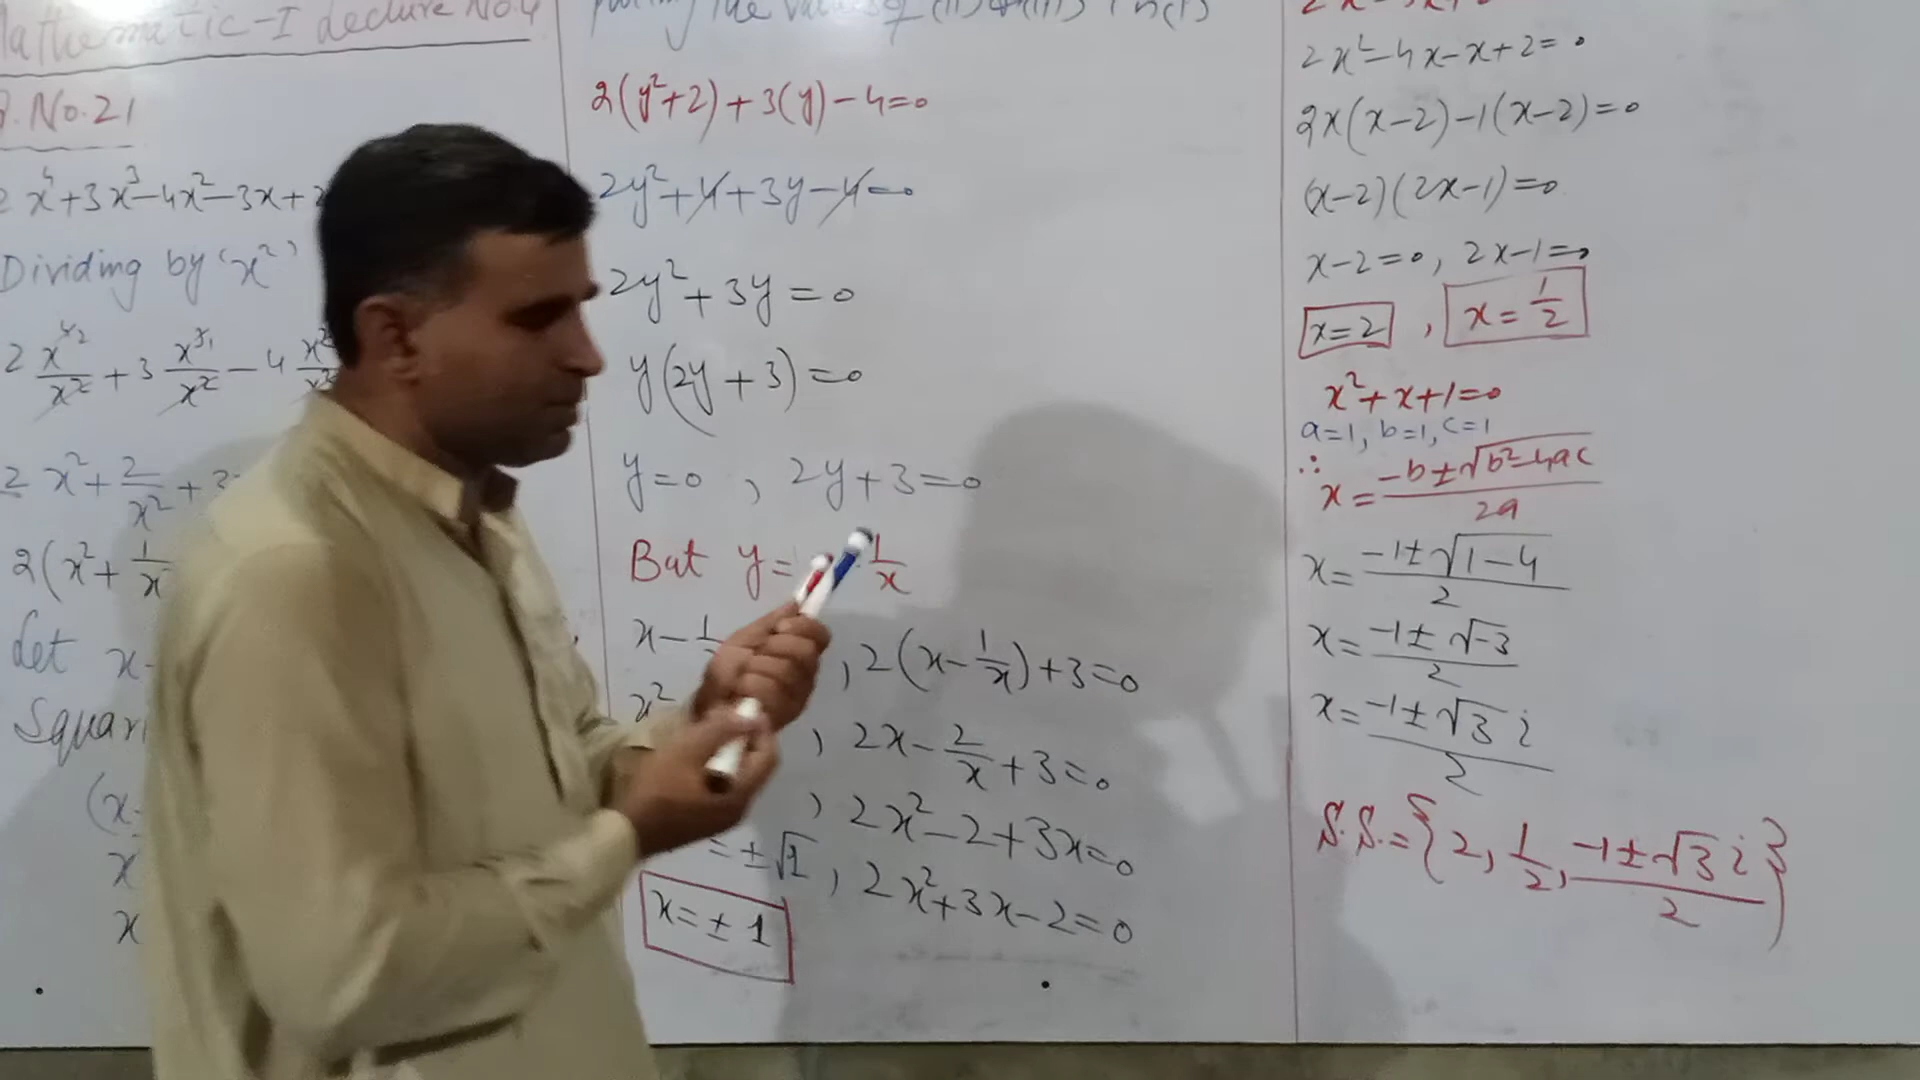 Mathematic-I lecture No.4
Q.No.21
2x⁴+3x³-4x²-3x+2
Dividing by 'x²'
2 x⁴/x² + 3 x³/x² - 4 x²/x²
2x² + 2/x² + 3
2(x² + 1/x
Let x-
Squari
(x-
x
x
putting the values of (ii) & (iii) in (i)
2(y²+2)+3(y)-4=0
2y²+4+3y-4=0
2y²+3y=0
y(2y+3)=0
y=0 , 2y+3=0
But y= 1/x
x-1/ , 2(x-1/x)+3=0
x² , 2x-2/x+3=0
, 2x²-2+3x=0
=±√1 , 2x²+3x-2=0
x=±1
2x²-4x-x+2=0
2x(x-2)-1(x-2)=0
(x-2)(2x-1)=0
x-2=0, 2x-1=0
x=2 , x=1/2
x²+x+1=0
a=1, b=1, c=1
∴ x = (-b±√b²-4ac)/2a
x = (-1±√1-4)/2
x = (-1±√-3)/2
x = (-1±√3 i)/2
S.S.={2, 1/2, (-1±√3 i)/2}